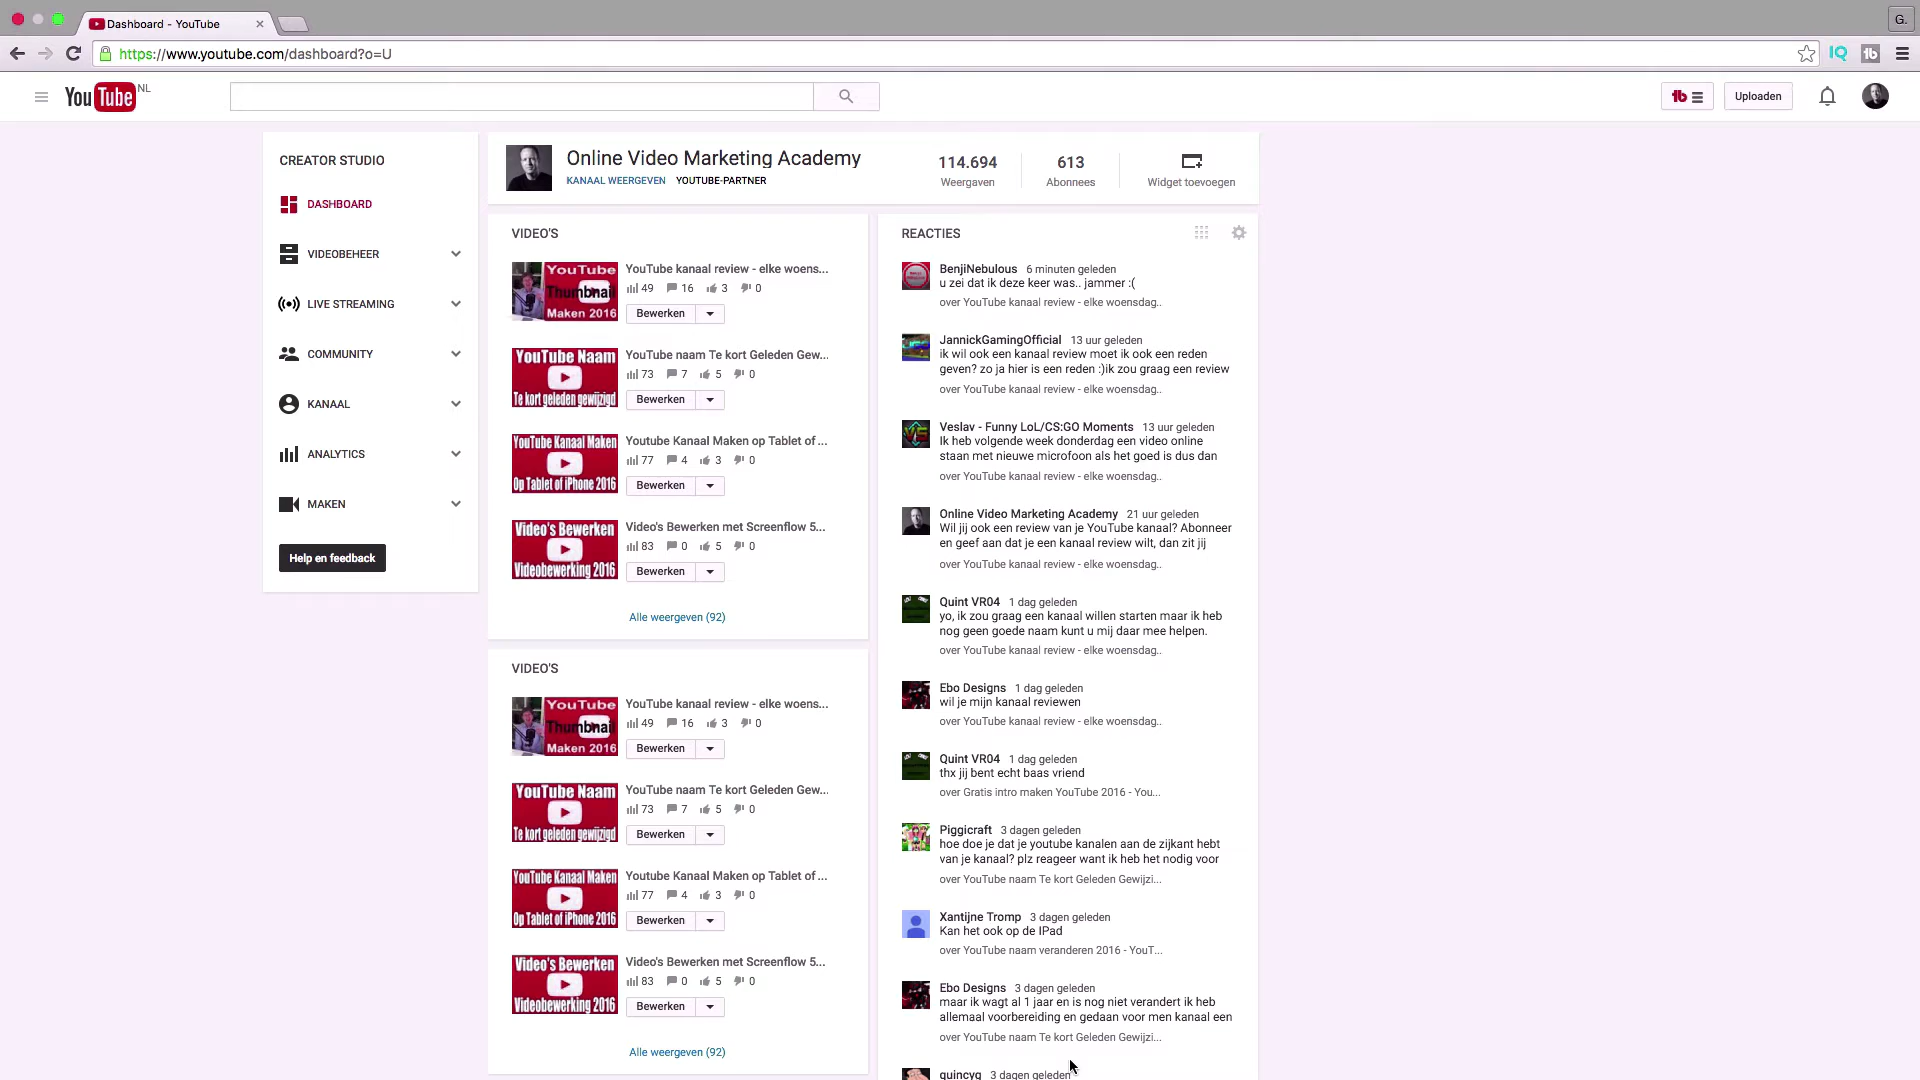 Dashboard - YouTube
G.
https://www.youtube.com/dashboard?o=U
IQ
tb
YouTube NL
tb
Uploaden
CREATOR STUDIO
DASHBOARD
VIDEOBEHEER
LIVE STREAMING
COMMUNITY
KANAAL
ANALYTICS
MAKEN
Help en feedback
Online Video Marketing Academy
KANAAL WEERGEVEN YOUTUBE-PARTNER
114.694
Weergaven
613
Abonnees
Widget toevoegen
VIDEO'S
YouTube
Thumbnail
Maken 2016
YouTube kanaal review - elke woens...
49 16 3 0
Bewerken
YouTube Naam
Te kort geleden gewijzigd
YouTube naam Te kort Geleden Gew...
73 7 5 0
Bewerken
YouTube Kanaal Maken
Op Tablet of iPhone 2016
Youtube Kanaal Maken op Tablet of ...
77 4 3 0
Bewerken
Video's Bewerken
Videobewerking 2016
Video's Bewerken met Screenflow 5...
83 0 5 0
Bewerken
Alle weergeven (92)
VIDEO'S
YouTube
Thumbnail
Maken 2016
YouTube kanaal review - elke woens...
49 16 3 0
Bewerken
YouTube Naam
Te kort geleden gewijzigd
YouTube naam Te kort Geleden Gew...
73 7 5 0
Bewerken
YouTube Kanaal Maken
Op Tablet of iPhone 2016
Youtube Kanaal Maken op Tablet of ...
77 4 3 0
Bewerken
Video's Bewerken
Videobewerking 2016
Video's Bewerken met Screenflow 5...
83 0 5 0
Bewerken
Alle weergeven (92)
REACTIES
BenjiNebulous 6 minuten geleden
u zei dat ik deze keer was.. jammer :(
over YouTube kanaal review - elke woensdag..
JannickGamingOfficial 13 uur geleden
ik wil ook een kanaal review moet ik ook een reden
geven? zo ja hier is een reden :)ik zou graag een review
over YouTube kanaal review - elke woensdag..
Veslav - Funny LoL/CS:GO Moments 13 uur geleden
Ik heb volgende week donderdag een video online
staan met nieuwe microfoon als het goed is dus dan
over YouTube kanaal review - elke woensdag..
Online Video Marketing Academy 21 uur geleden
Wil jij ook een review van je YouTube kanaal? Abonneer
en geef aan dat je een kanaal review wilt, dan zit jij
over YouTube kanaal review - elke woensdag..
Quint VR04 1 dag geleden
yo, ik zou graag een kanaal willen starten maar ik heb
nog geen goede naam kunt u mij daar mee helpen.
over YouTube kanaal review - elke woensdag..
Ebo Designs 1 dag geleden
wil je mijn kanaal reviewen
over YouTube kanaal review - elke woensdag..
Quint VR04 1 dag geleden
thx jij bent echt baas vriend
over Gratis intro maken YouTube 2016 - You...
Piggicraft 3 dagen geleden
hoe doe je dat je youtube kanalen aan de zijkant hebt
van je kanaal? plz reageer want ik heb het nodig voor
over YouTube naam Te kort Geleden Gewijzi...
Xantijne Tromp 3 dagen geleden
Kan het ook op de IPad
over YouTube naam veranderen 2016 - YouT...
Ebo Designs 3 dagen geleden
maar ik wagt al 1 jaar en is nog niet verandert ik heb
allemaal voorbereiding en gedaan voor men kanaal een
over YouTube naam Te kort Geleden Gewijzi...
quincyg 3 dagen geleden